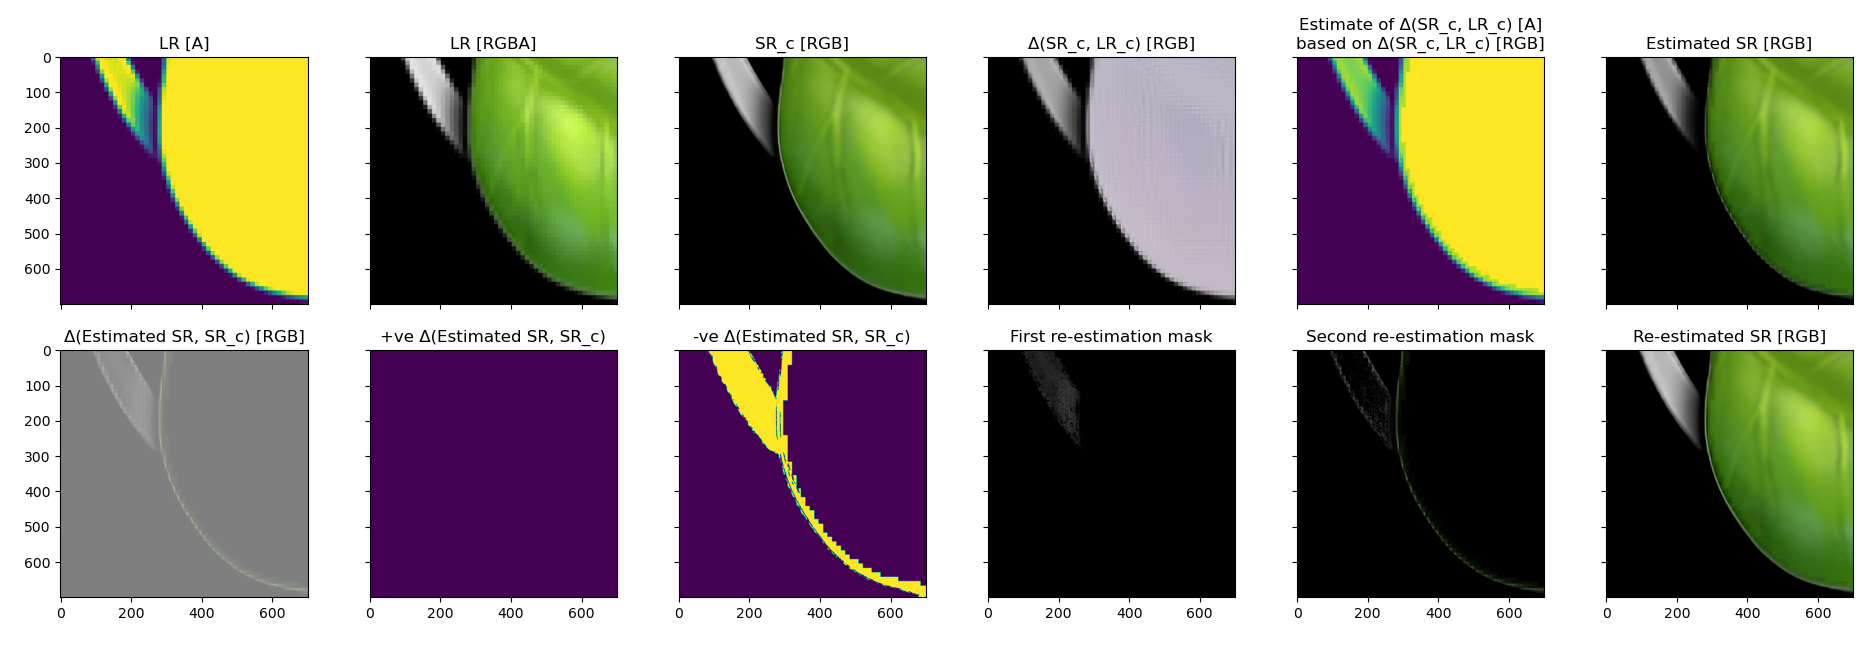 LR [A]
LR [RGBA]
SR_c [RGB]
Δ(SR_c, LR_c) [RGB]
Estimate of Δ(SR_c, LR_c) [A]
based on Δ(SR_c, LR_c) [RGB]
Estimated SR [RGB]
0
100
200
300
400
500
600
0 200 400 600
Δ(Estimated SR, SR_c) [RGB]
+ve Δ(Estimated SR, SR_c)
-ve Δ(Estimated SR, SR_c)
First re-estimation mask
Second re-estimation mask
Re-estimated SR [RGB]
0
100
200
300
400
500
600
0 200 400 600
0 200 400 600
0 200 400 600
0 200 400 600
0 200 400 600
0 200 400 600